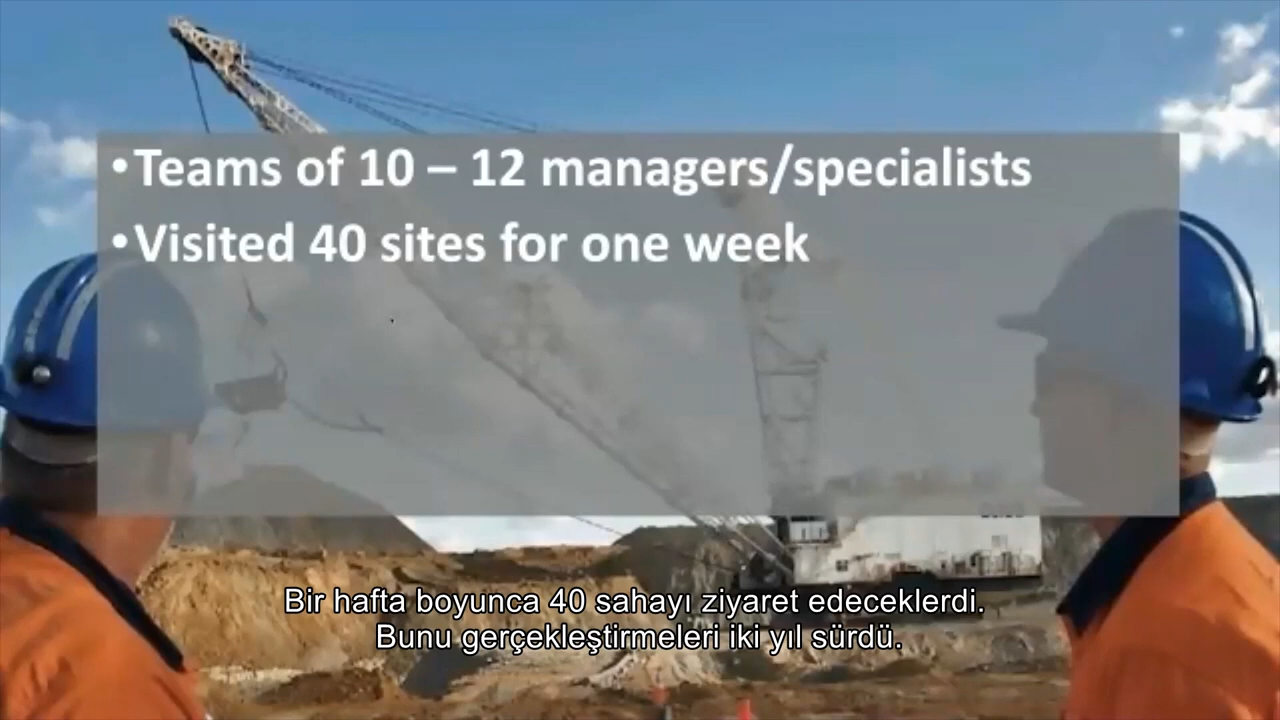 •Teams of 10 – 12 managers/specialists
•Visited 40 sites for one week
Bir hafta boyunca 40 sahayı ziyaret edeceklerdi.
Bunu gerçekleştirmeleri iki yıl sürdü.